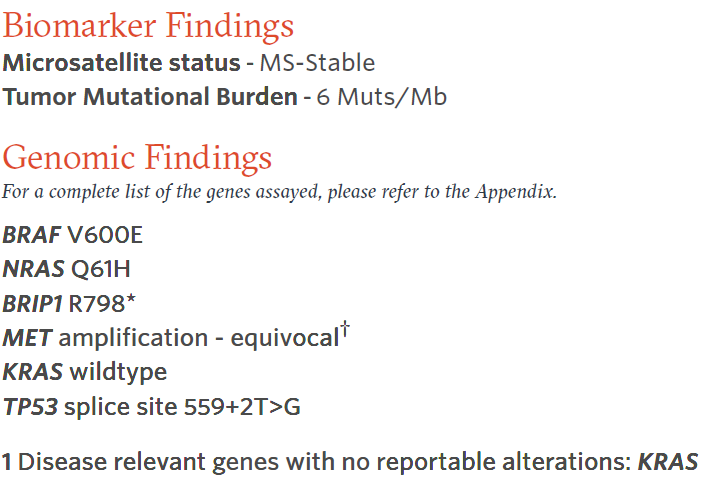 Biomarker Findings
Microsatellite status - MS-Stable
Tumor Mutational Burden - 6 Muts/Mb
Genomic Findings
For a complete list of the genes assayed, please refer to the Appendix.
BRAF V600E
NRAS Q61H
BRIP1 R798*
MET amplification - equivocal†
KRAS wildtype
TP53 splice site 559+2T>G
1 Disease relevant genes with no reportable alterations: KRAS